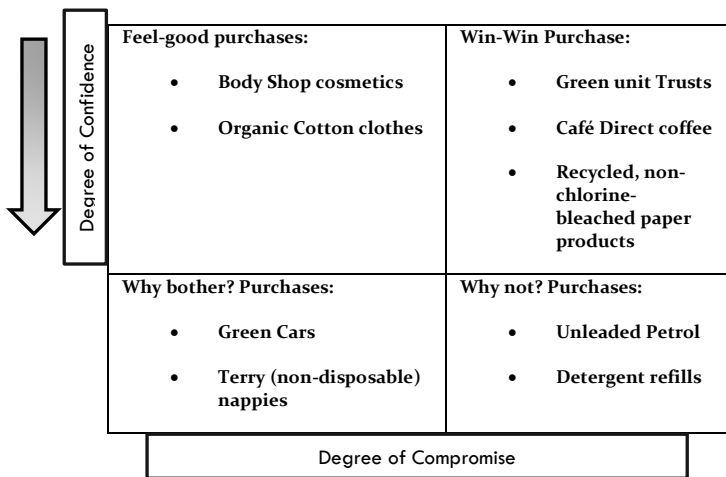 Degree of Confidence
Feel-good purchases:
• Body Shop cosmetics
• Organic Cotton clothes
Win-Win Purchase:
• Green unit Trusts
• Café Direct coffee
• Recycled, non-
chlorine-
bleached paper
products
Why bother? Purchases:
• Green Cars
• Terry (non-disposable)
nappies
Why not? Purchases:
• Unleaded Petrol
• Detergent refills
Degree of Compromise